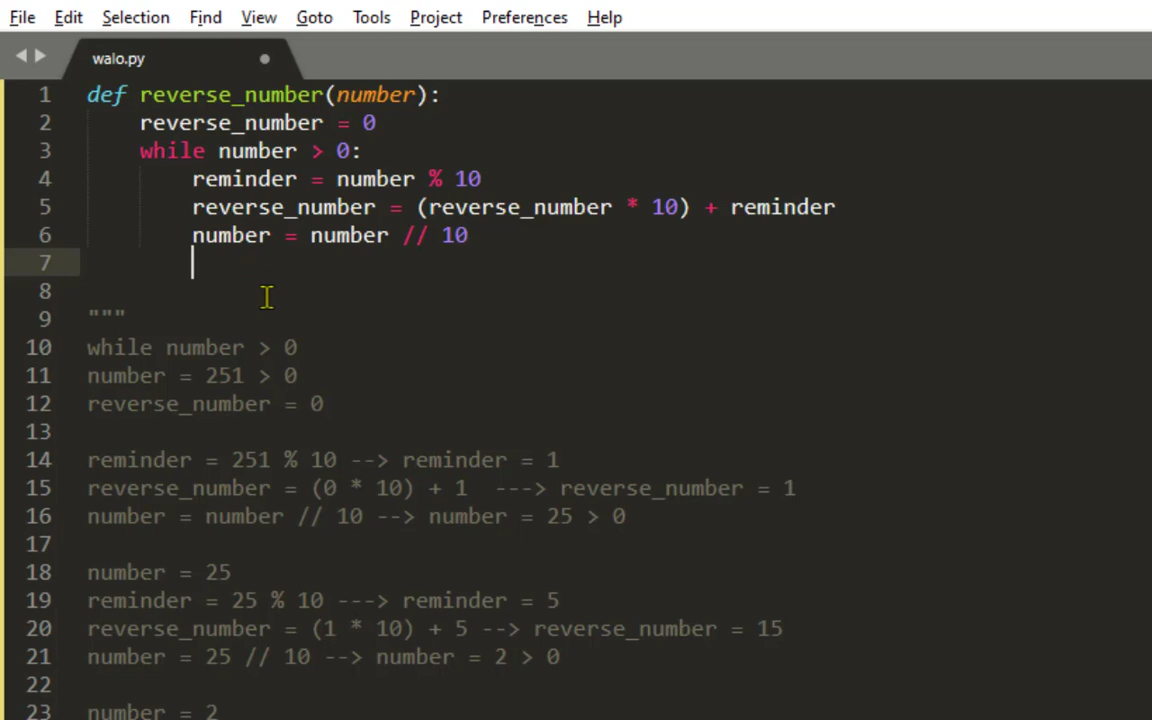 File Edit Selection Find View Goto Tools Project Preferences Help
walo.py
1 def reverse_number(number):
2 reverse_number = 0
3 while number > 0:
4 reminder = number % 10
5 reverse_number = (reverse_number * 10) + reminder
6 number = number // 10
7
8
9 """
10 while number > 0
11 number = 251 > 0
12 reverse_number = 0
13
14 reminder = 251 % 10 --> reminder = 1
15 reverse_number = (0 * 10) + 1  ---> reverse_number = 1
16 number = number // 10 --> number = 25 > 0
17
18 number = 25
19 reminder = 25 % 10 ---> reminder = 5
20 reverse_number = (1 * 10) + 5 --> reverse_number = 15
21 number = 25 // 10 --> number = 2 > 0
22
23 number = 2